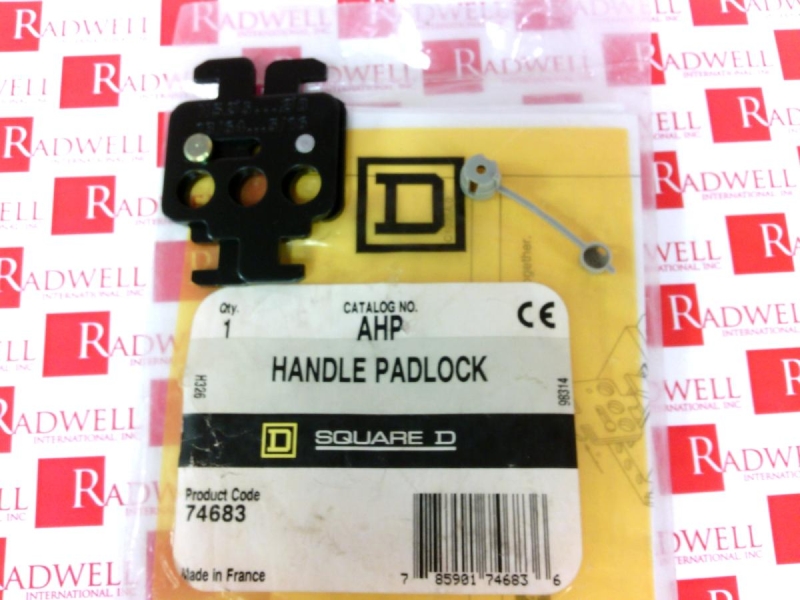 RADWELL
INTERNATIONAL, INC
D
together.
Qty.
1
CATALOG NO.
AHP
CE
HANDLE PADLOCK
H326
98314
D SQUARE D
Product Code
74683
Made in France
7 85901 74683 6